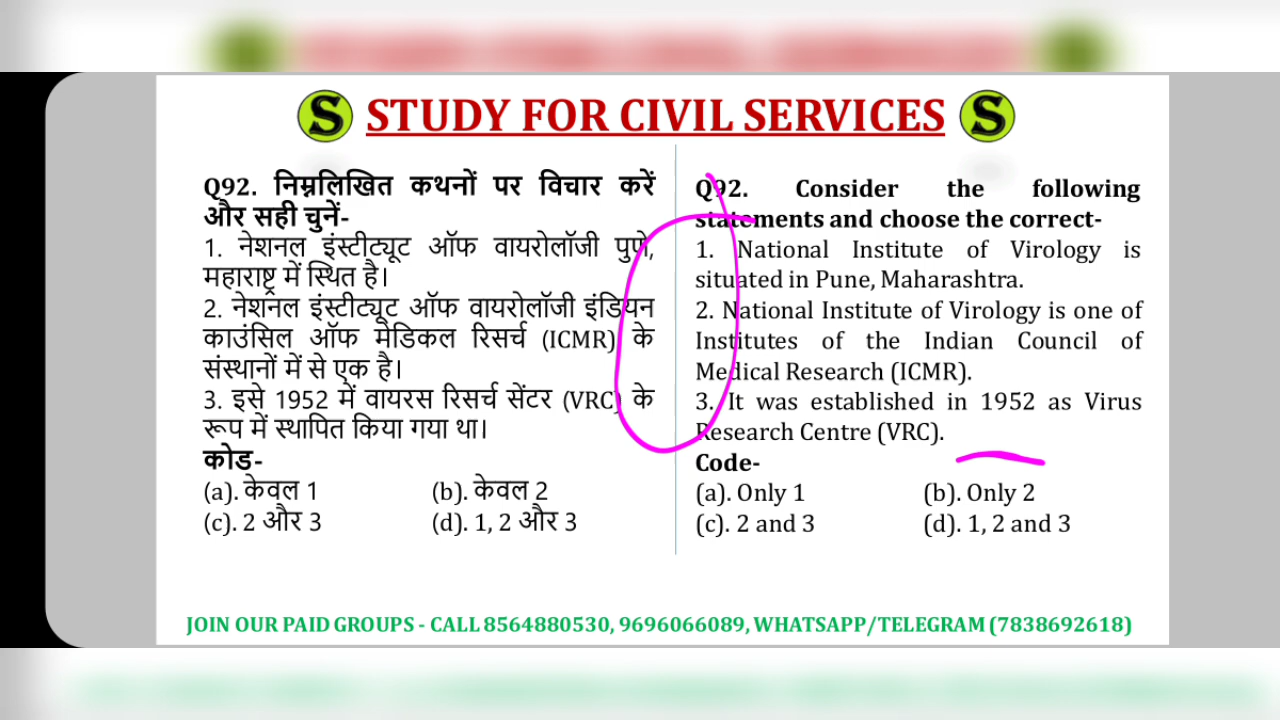 S STUDY FOR CIVIL SERVICES S
Q92. निम्नलिखित कथनों पर विचार करें
और सही चुनें-
1. नेशनल इंस्टीट्यूट ऑफ वायरोलॉजी पुणे,
महाराष्ट्र में स्थित है।
2. नेशनल इंस्टीट्यूट ऑफ वायरोलॉजी इंडियन
काउंसिल ऑफ मेडिकल रिसर्च (ICMR) के
संस्थानों में से एक है।
3. इसे 1952 में वायरस रिसर्च सेंटर (VRC) के
रूप में स्थापित किया गया था।
कोड-
(a). केवल 1 (b). केवल 2
(c). 2 और 3 (d). 1, 2 और 3
Q92. Consider the following
statements and choose the correct-
1. National Institute of Virology is
situated in Pune, Maharashtra.
2. National Institute of Virology is one of
Institutes of the Indian Council of
Medical Research (ICMR).
3. It was established in 1952 as Virus
Research Centre (VRC).
Code-
(a). Only 1 (b). Only 2
(c). 2 and 3 (d). 1, 2 and 3
JOIN OUR PAID GROUPS - CALL 8564880530, 9696066089, WHATSAPP/TELEGRAM (7838692618)